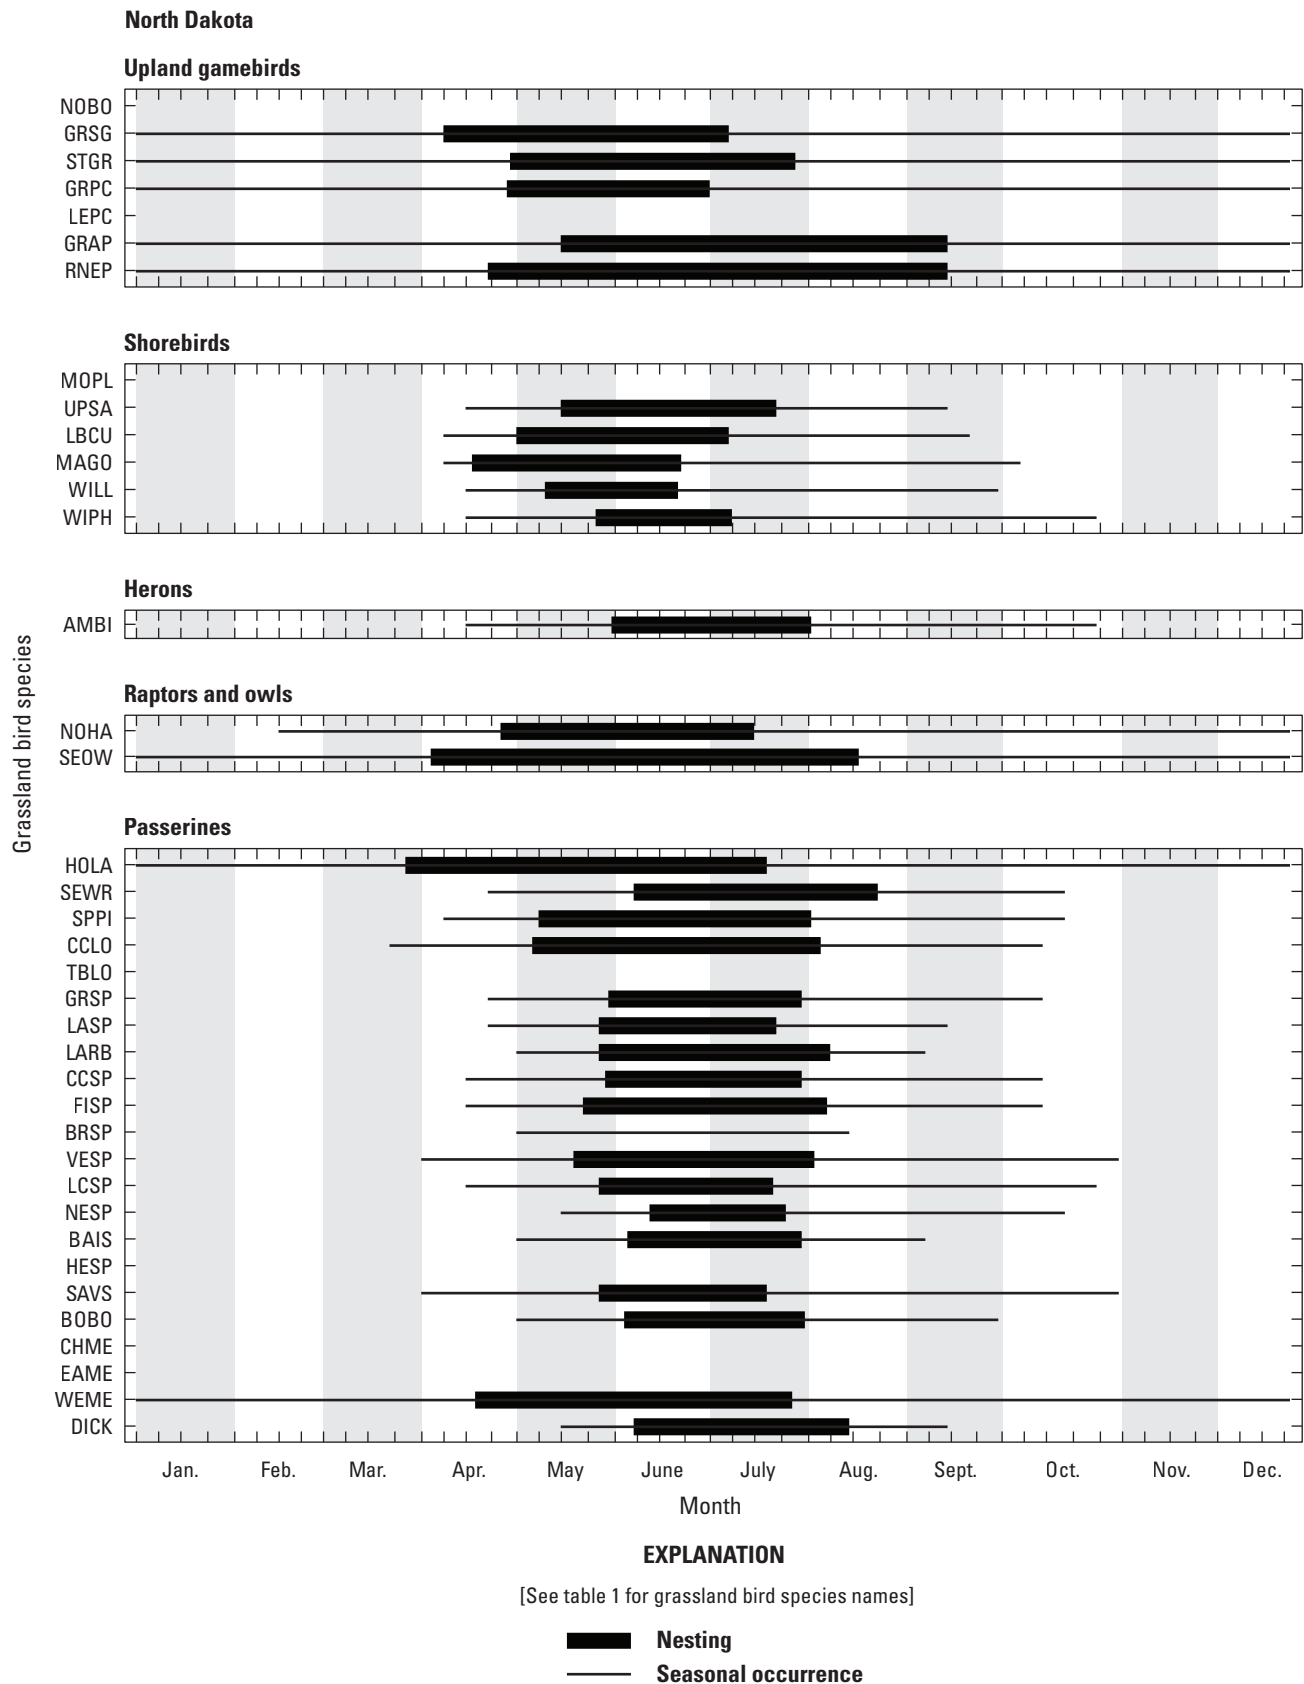 North Dakota
Upland gamebirds
NOBO
GRSG
STGR
GRPC
LEPC
GRAP
RNEP
Shorebirds
MOPL
UPSA
LBCU
MAGO
WILL
WIPH
Herons
AMBI
Raptors and owls
NOHA
SEOW
Grassland bird species
Passerines
HOLA
SEWR
SPPI
CCLO
TBLO
GRSP
LASP
LARB
CCSP
FISP
BRSP
VESP
LCSP
NESP
BAIS
HESP
SAVS
BOBO
CHME
EAME
WEME
DICK
Jan. Feb. Mar. Apr. May June July Aug. Sept. Oct. Nov. Dec.
Month
EXPLANATION
[See table 1 for grassland bird species names]
Nesting
Seasonal occurrence